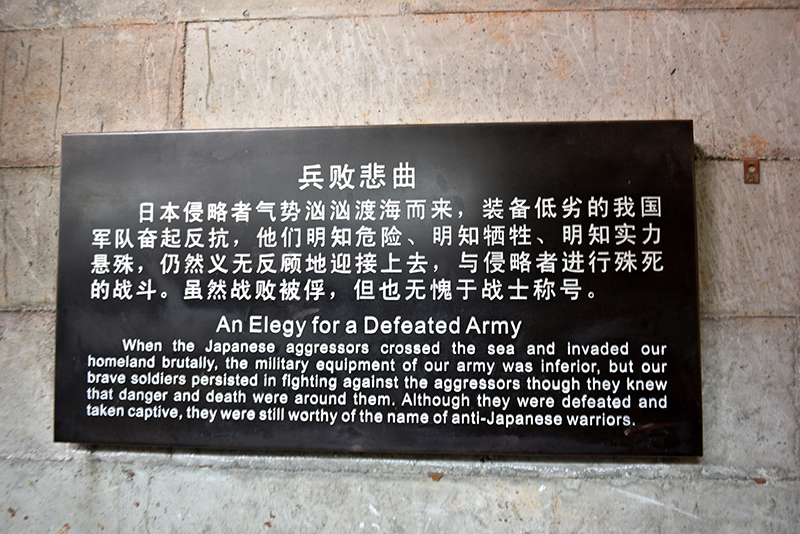 兵败悲曲
日本侵略者气势汹汹渡海而来，装备低劣的我国
军队奋起反抗，他们明知危险、明知牺牲、明知实力
悬殊，仍然义无反顾地迎接上去，与侵略者进行殊死
的战斗。虽然战败被俘，但也无愧于战士称号。
An Elegy for a Defeated Army
When the Japanese aggressors crossed the sea and invaded our
homeland brutally, the military equipment of our army was inferior, but our
brave soldiers persisted in fighting against the aggressors though they knew
that danger and death were around them. Although they were defeated and
taken captive, they were still worthy of the name of anti-Japanese warriors.